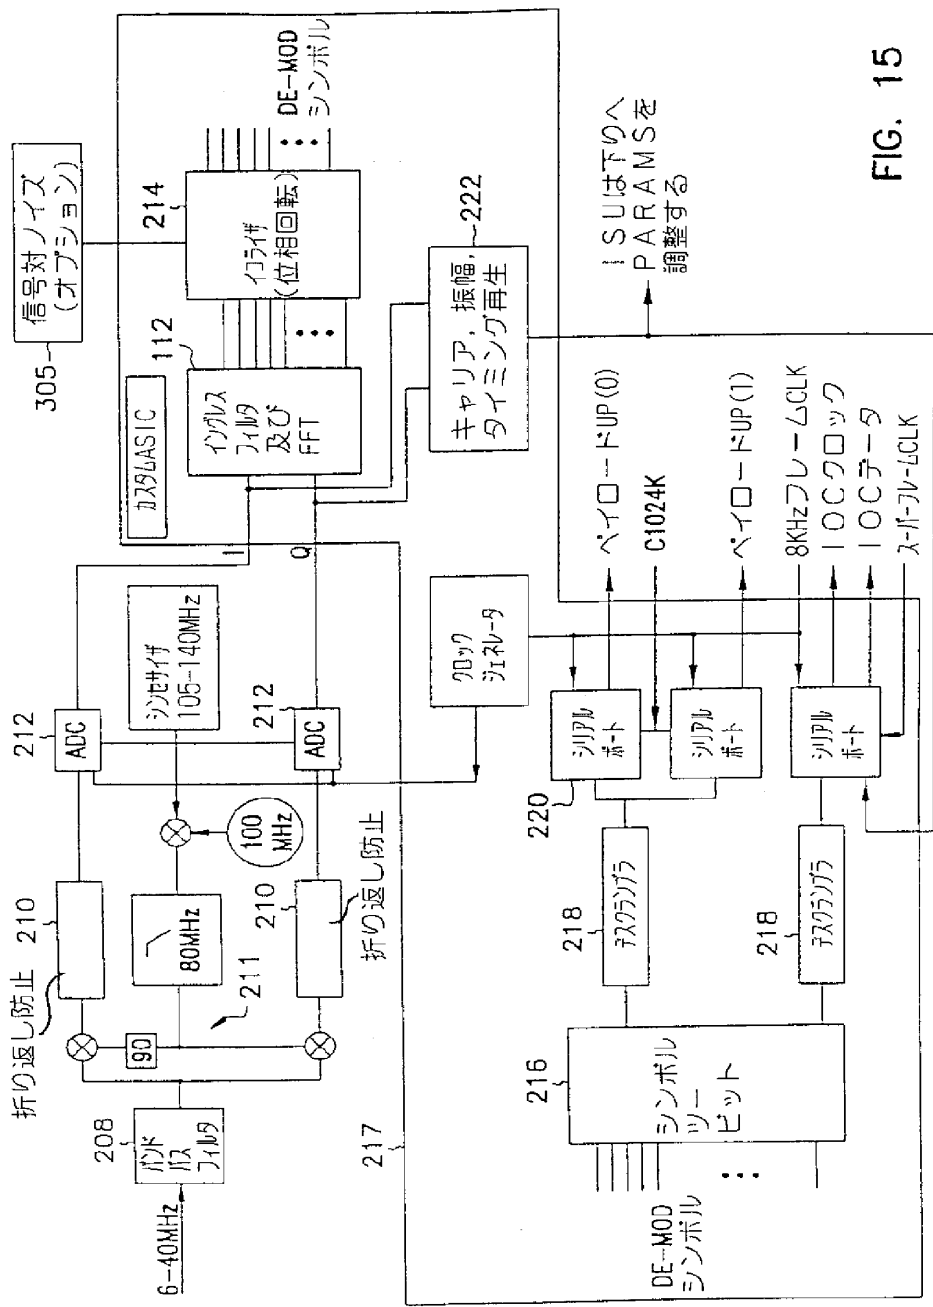 6-40MHz
208
バンド
パス
フィルタ
折り返し防止
210
90
211
80MHz
100
MHz
210
折り返し防止
212
ADC
シンセサイザ
105-140MHz
212
ADC
I
Q
カスタムASIC
305
信号対ノイズ
(オプション)
112
イングレス
フィルタ
及び
FFT
214
イコライザ
(位相回転)
DE-MOD
シンボル
217
クロック
ジェネレータ
222
キャリア, 振幅,
タイミング再生
ISUは下りへ
PARAMSを
調整する
DE-MOD
シンボル
216
シンボル
ツー
ビット
218
デスクランブラ
218
デスクランブラ
220
シリアル
ポート
シリアル
ポート
シリアル
ポート
ペイロードUP(0)
C1024K
ペイロードUP(1)
8KHzフレームCLK
IOCクロック
IOCデータ
スーパーフレームCLK
FIG. 15